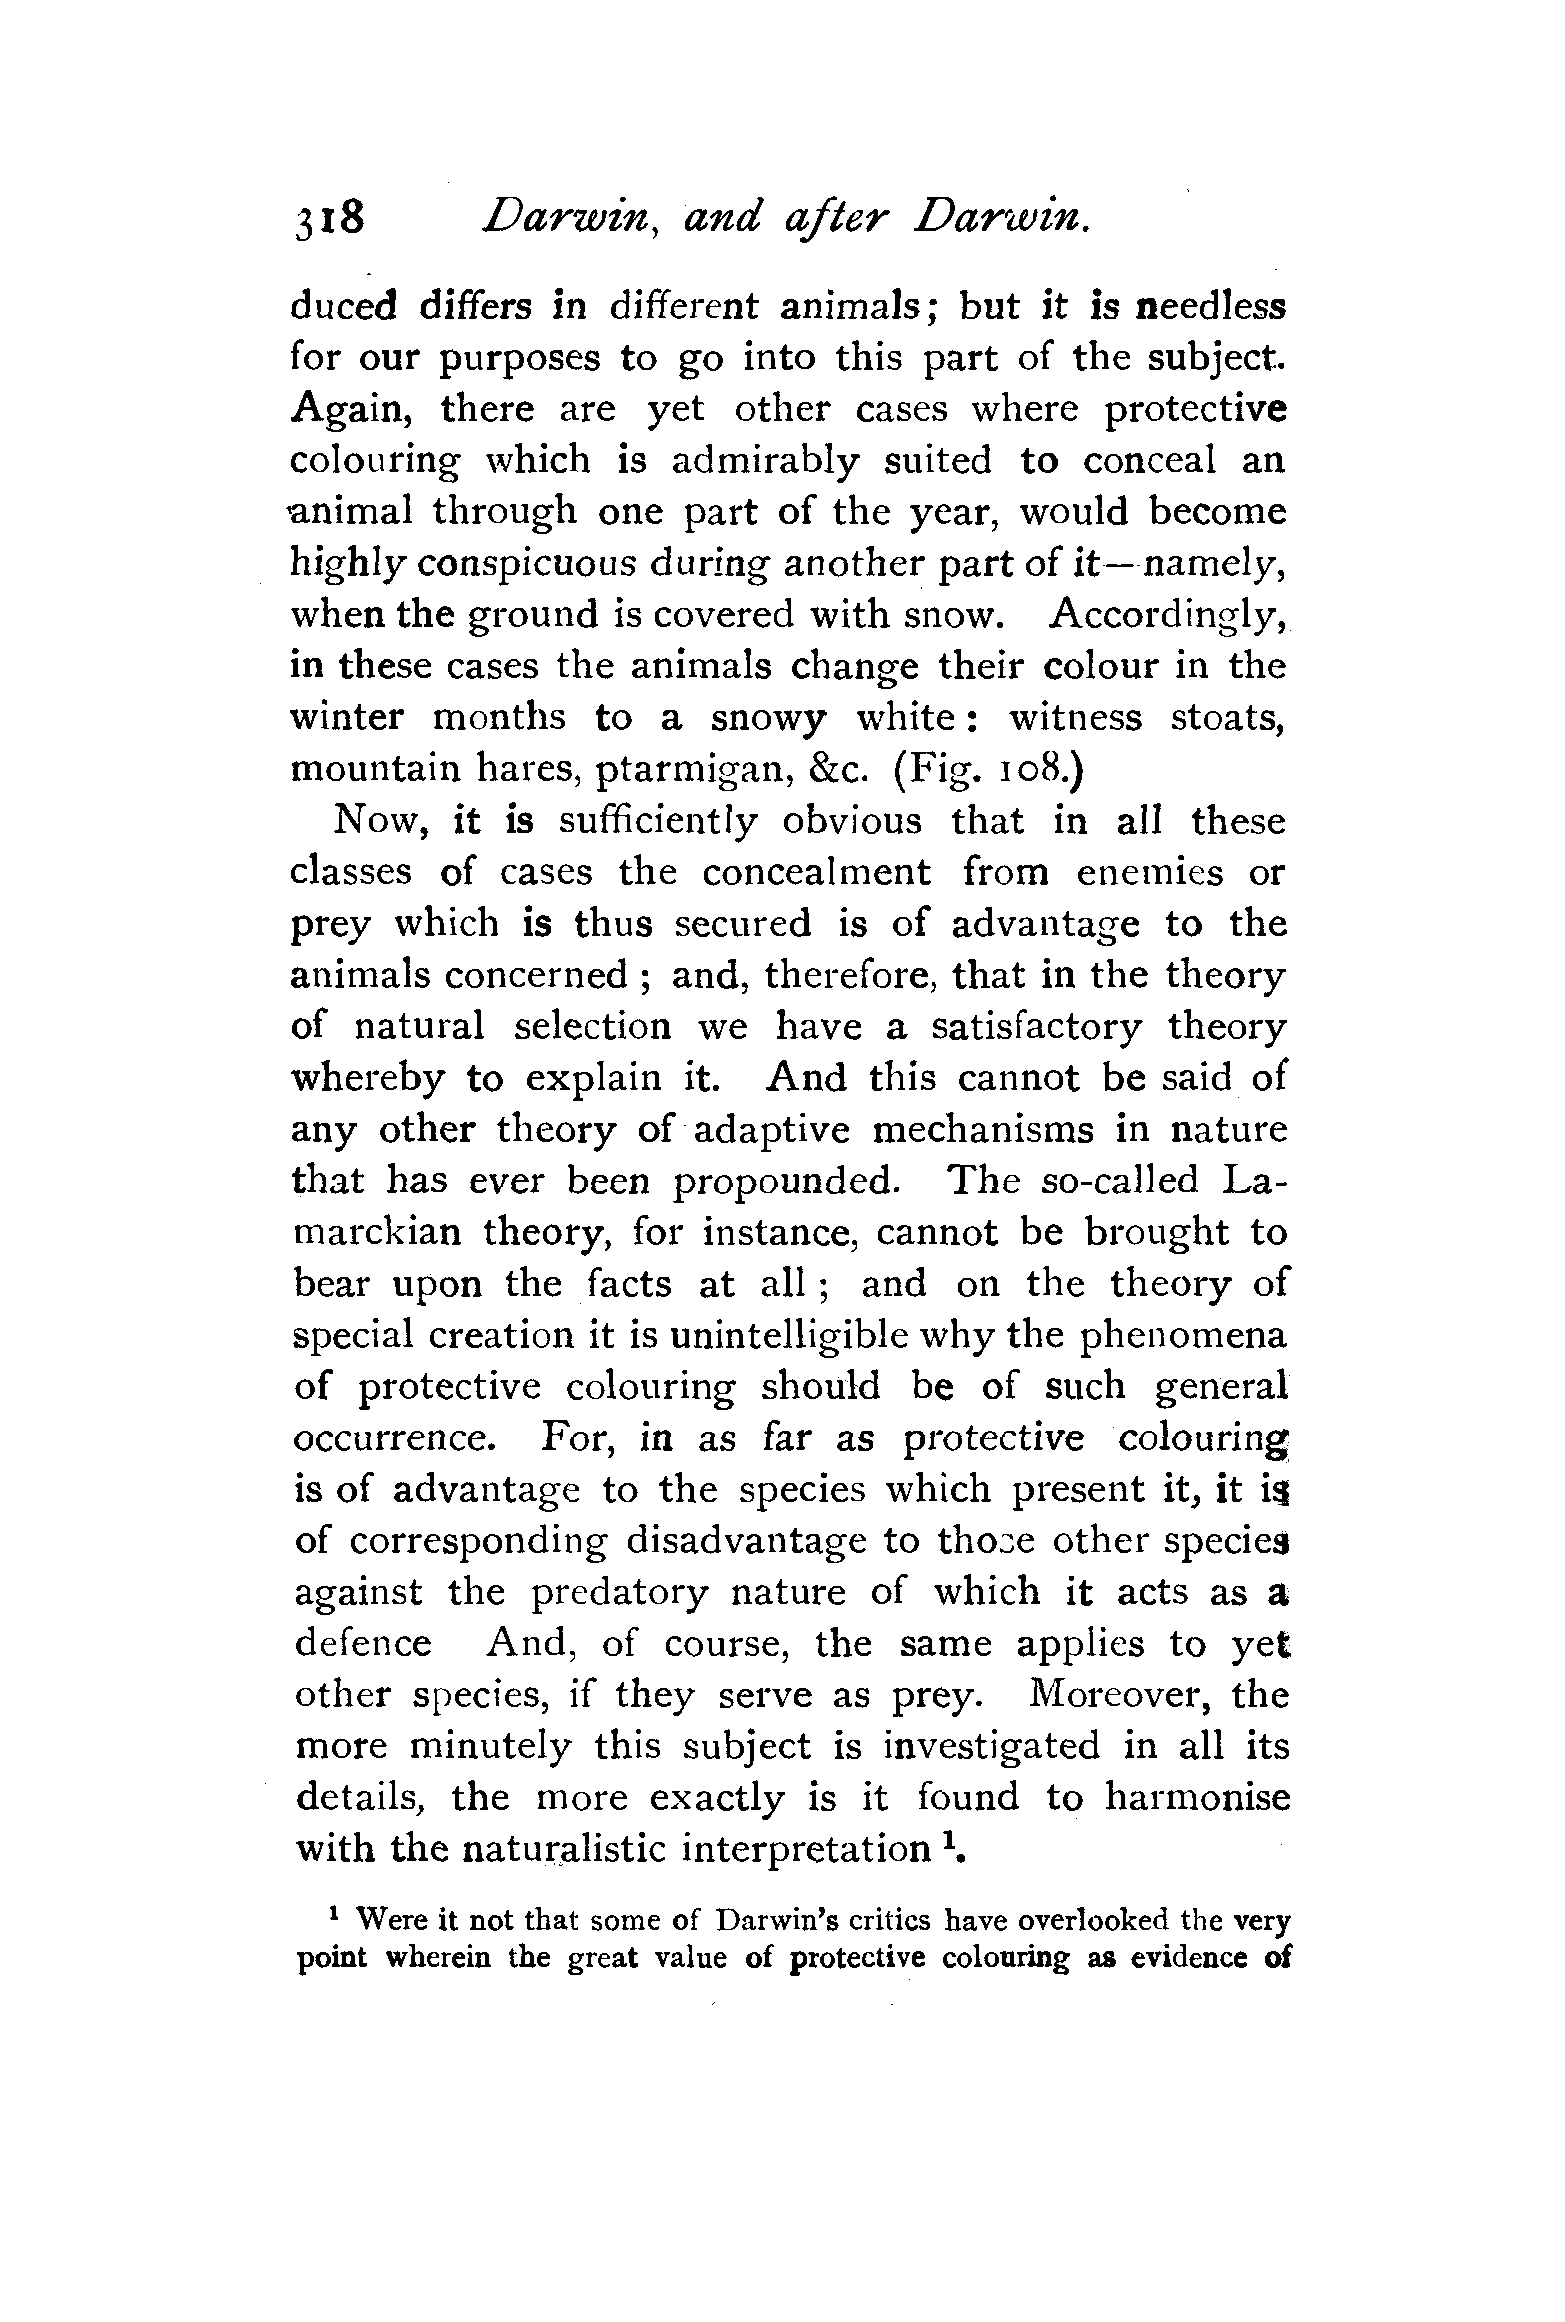 318 Darwin, and after Darwin.
duced differs in different animals; but it is needless
for our purposes to go into this part of the subject.
Again, there are yet other cases where protective
colouring which is admirably suited to conceal an
animal through one part of the year, would become
highly conspicuous during another part of it—namely,
when the ground is covered with snow. Accordingly,
in these cases the animals change their colour in the
winter months to a snowy white: witness stoats,
mountain hares, ptarmigan, &c. (Fig. 108.)
Now, it is sufficiently obvious that in all these
classes of cases the concealment from enemies or
prey which is thus secured is of advantage to the
animals concerned; and, therefore, that in the theory
of natural selection we have a satisfactory theory
whereby to explain it. And this cannot be said of
any other theory of adaptive mechanisms in nature
that has ever been propounded. The so-called La-
marckian theory, for instance, cannot be brought to
bear upon the facts at all; and on the theory of
special creation it is unintelligible why the phenomena
of protective colouring should be of such general
occurrence. For, in as far as protective colouring
is of advantage to the species which present it, it is
of corresponding disadvantage to those other species
against the predatory nature of which it acts as a
defence And, of course, the same applies to yet
other species, if they serve as prey. Moreover, the
more minutely this subject is investigated in all its
details, the more exactly is it found to harmonise
with the naturalistic interpretation ¹.
¹ Were it not that some of Darwin's critics have overlooked the very
point wherein the great value of protective colouring as evidence of